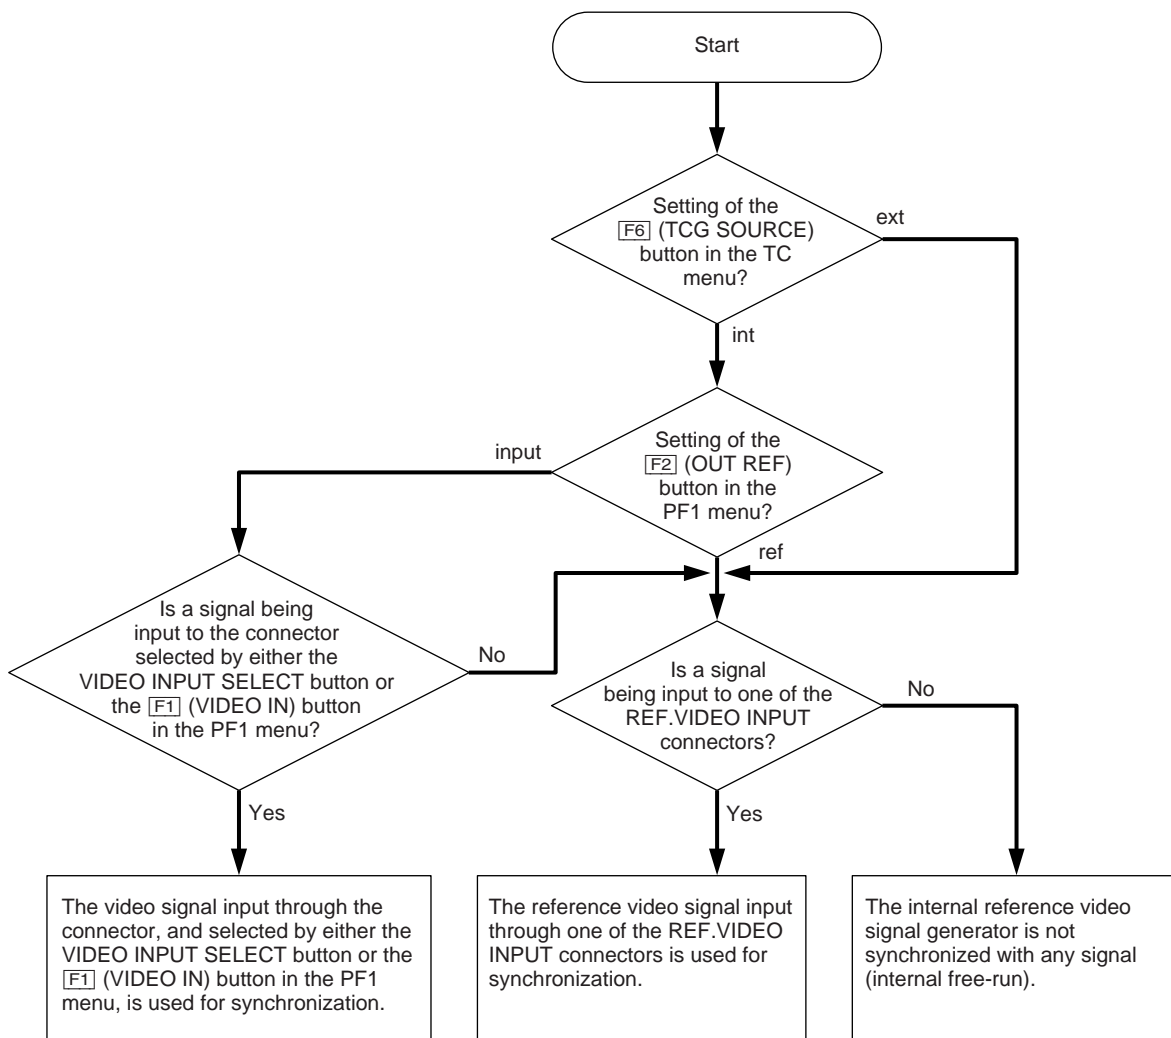 Start
Setting of the
F6 (TCG SOURCE)
button in the TC
menu?
ext
int
Setting of the
F2 (OUT REF)
button in the
PF1 menu?
input
ref
Is a signal being
input to the connector
selected by either the
VIDEO INPUT SELECT button or
the F1 (VIDEO IN) button
in the PF1 menu?
No
Is a signal
being input to one of the
REF.VIDEO INPUT
connectors?
No
Yes
Yes
The video signal input through the
connector, and selected by either the
VIDEO INPUT SELECT button or the
F1 (VIDEO IN) button in the PF1
menu, is used for synchronization.
The reference video signal input
through one of the REF.VIDEO
INPUT connectors is used for
synchronization.
The internal reference video
signal generator is not
synchronized with any signal
(internal free-run).